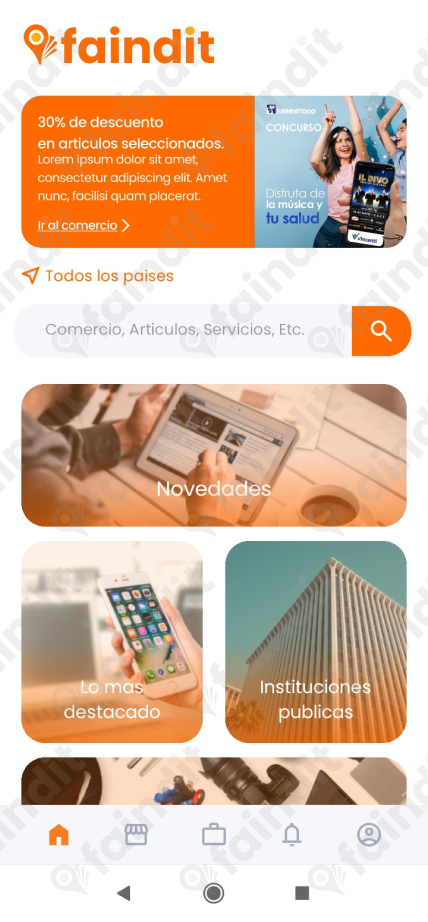 faindit
30% de descuento
en articulos seleccionados.
Lorem ipsum dolor sit amet,
consectetur adipiscing elit. Amet
nunc, facilisi quam placerat.
Ir al comercio
FARMATODO
CONCURSO
Disfruta de
la música y
tu salud
IL DIVO
Vincenti
Todos los paises
Comercio, Articulos, Servicios, Etc.
Novedades
Lo mas
destacado
Instituciones
publicas